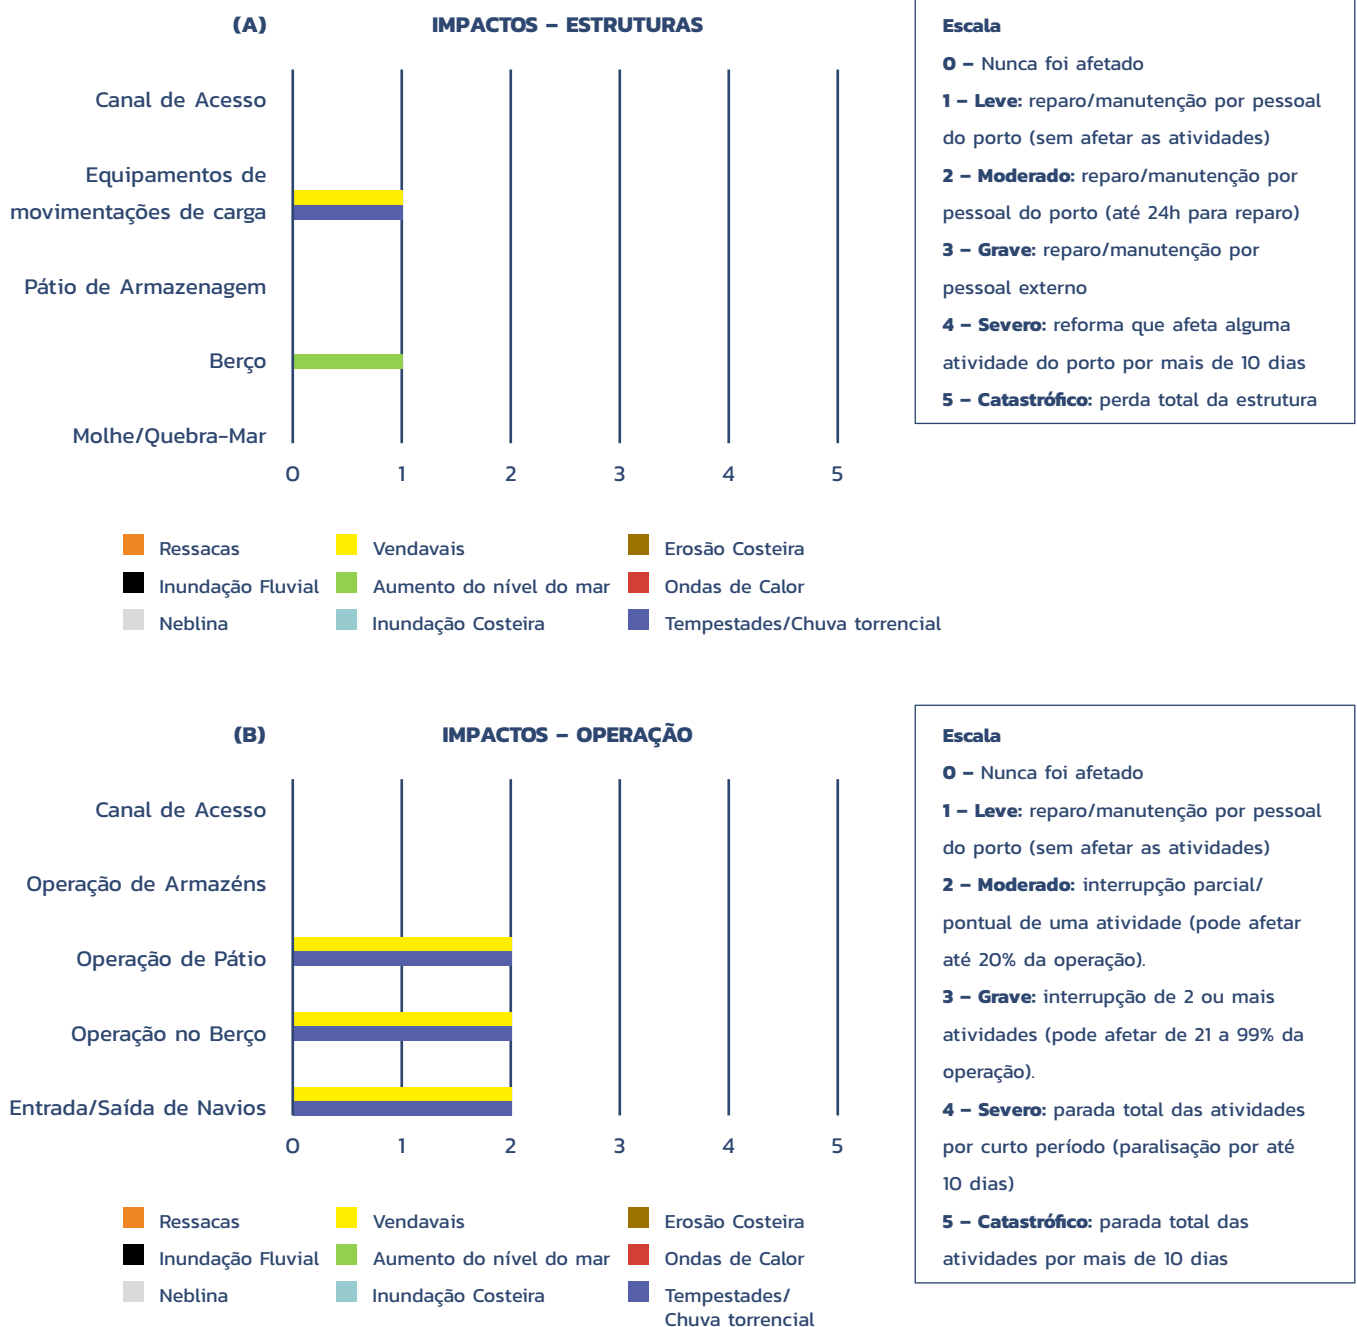 (A)
IMPACTOS – ESTRUTURAS
Canal de Acesso
Equipamentos de
movimentações de carga
Pátio de Armazenagem
Berço
Molhe/Quebra-Mar
0 1 2 3 4 5
Ressacas
Vendavais
Erosão Costeira
Inundação Fluvial
Aumento do nível do mar
Ondas de Calor
Neblina
Inundação Costeira
Tempestades/Chuva torrencial
Escala
0 – Nunca foi afetado
1 – Leve: reparo/manutenção por pessoal
do porto (sem afetar as atividades)
2 – Moderado: reparo/manutenção por
pessoal do porto (até 24h para reparo)
3 – Grave: reparo/manutenção por
pessoal externo
4 – Severo: reforma que afeta alguma
atividade do porto por mais de 10 dias
5 – Catastrófico: perda total da estrutura
(B)
IMPACTOS – OPERAÇÃO
Canal de Acesso
Operação de Armazéns
Operação de Pátio
Operação no Berço
Entrada/Saída de Navios
0 1 2 3 4 5
Ressacas
Vendavais
Erosão Costeira
Inundação Fluvial
Aumento do nível do mar
Ondas de Calor
Neblina
Inundação Costeira
Tempestades/
Chuva torrencial
Escala
0 – Nunca foi afetado
1 – Leve: reparo/manutenção por pessoal
do porto (sem afetar as atividades)
2 – Moderado: interrupção parcial/
pontual de uma atividade (pode afetar
até 20% da operação).
3 – Grave: interrupção de 2 ou mais
atividades (pode afetar de 21 a 99% da
operação).
4 – Severo: parada total das atividades
por curto período (paralisação por até
10 dias)
5 – Catastrófico: parada total das
atividades por mais de 10 dias